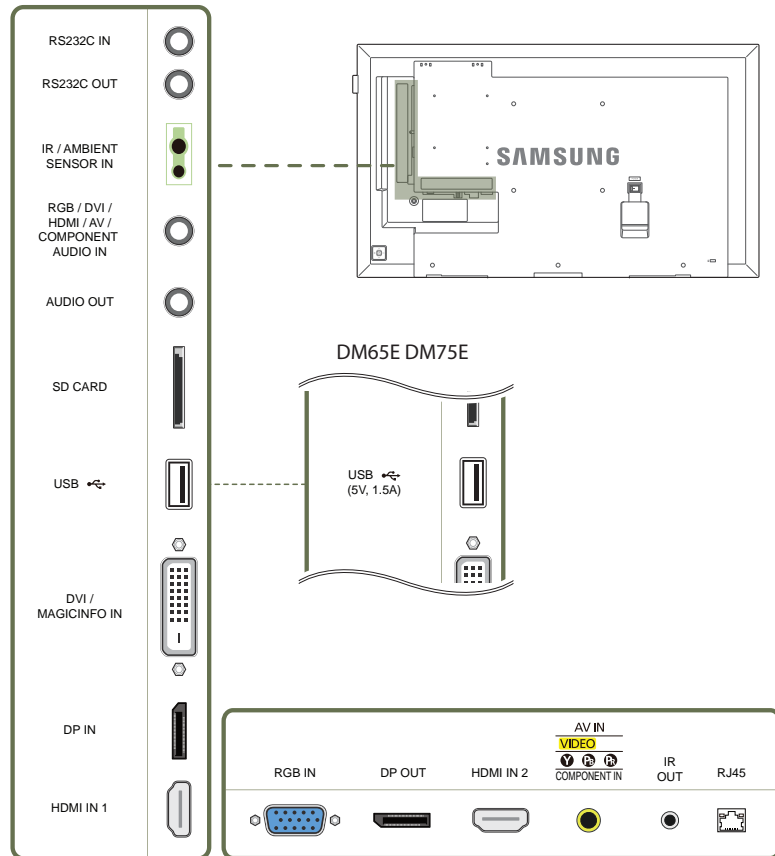 RS232C IN
RS232C OUT
IR / AMBIENT
SENSOR IN
RGB / DVI /
HDMI / AV /
COMPONENT
AUDIO IN
AUDIO OUT
SD CARD
USB
DVI /
MAGICINFO IN
DP IN
HDMI IN 1
SAMSUNG
DM65E DM75E
USB
(5V, 1.5A)
RGB IN
DP OUT
HDMI IN 2
AV IN
VIDEO
Y PB PR
COMPONENT IN
IR
OUT
RJ45